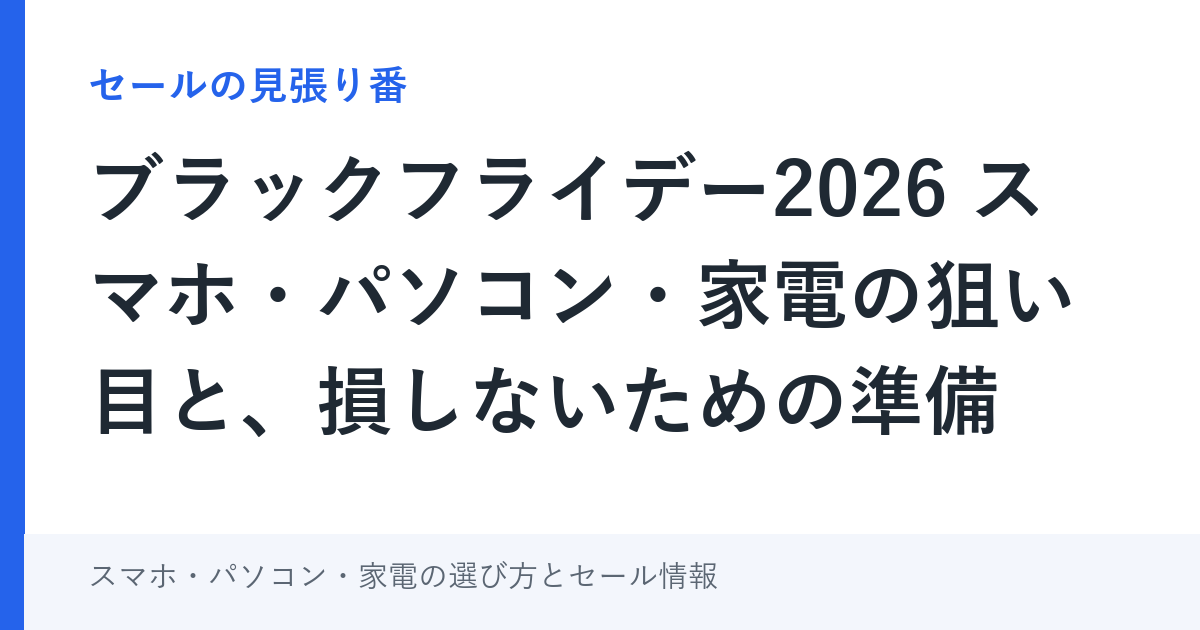 セールの見張り番
ブラックフライデー2026 ス
マホ・パソコン・家電の狙い
目と、損しないための準備
スマホ・パソコン・家電の選び方とセール情報